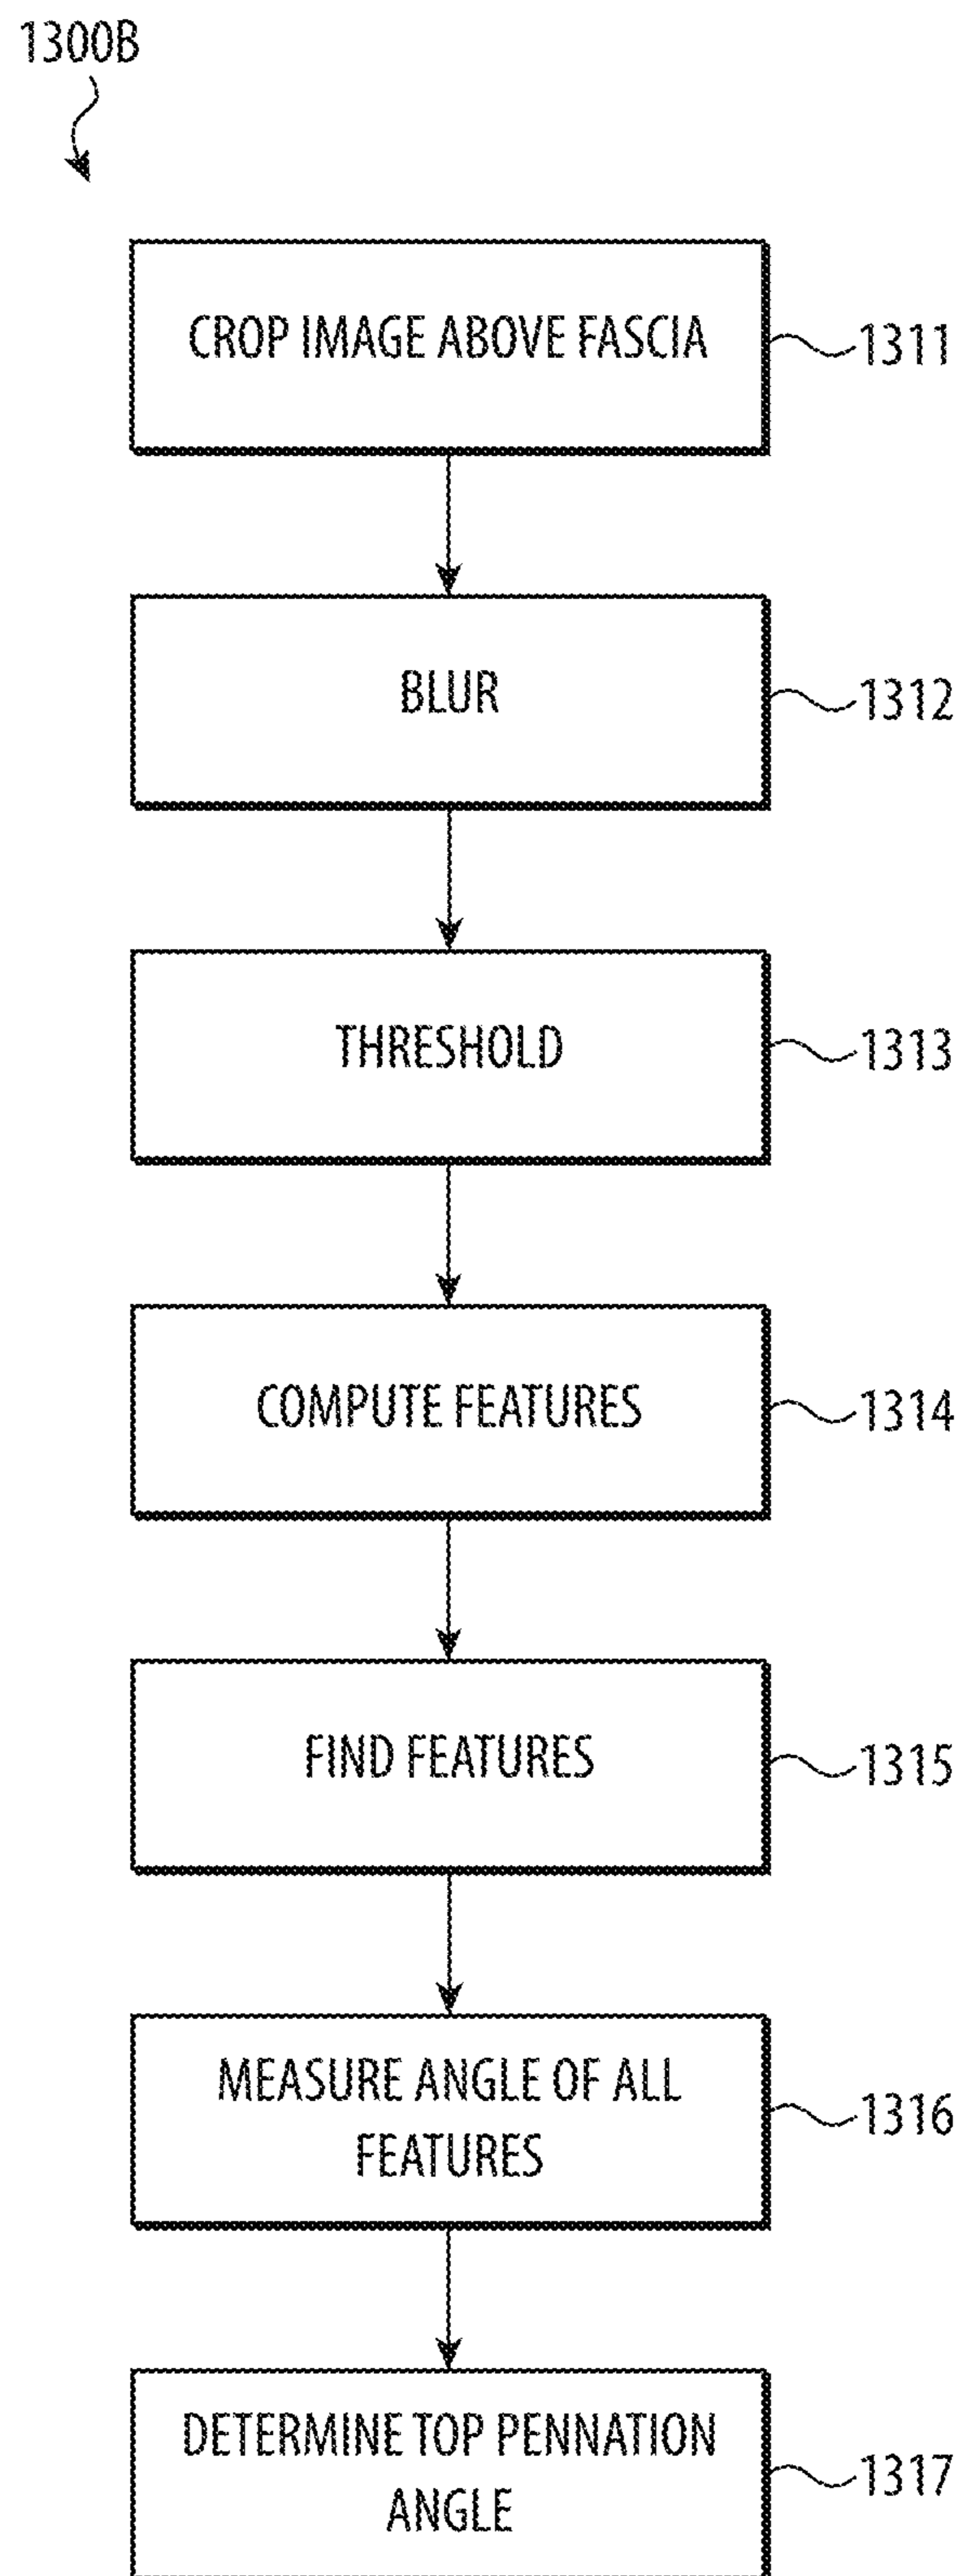 1300B
CROP IMAGE ABOVE FASCIA
1311
BLUR
1312
THRESHOLD
1313
COMPUTE FEATURES
1314
FIND FEATURES
1315
MEASURE ANGLE OF ALL
FEATURES
1316
DETERMINE TOP PENNATION
ANGLE
1317